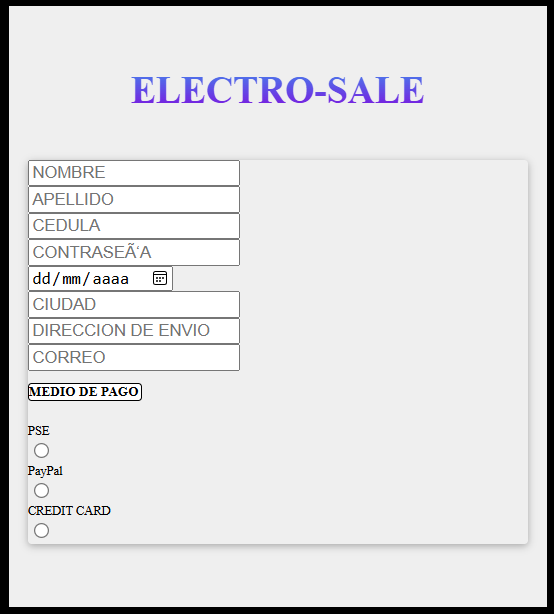 ELECTRO-SALE
NOMBRE
APELLIDO
CEDULA
CONTRASEÃ‘A
dd/mm/aaaa
CIUDAD
DIRECCION DE ENVIO
CORREO
MEDIO DE PAGO
PSE
PayPal
CREDIT CARD